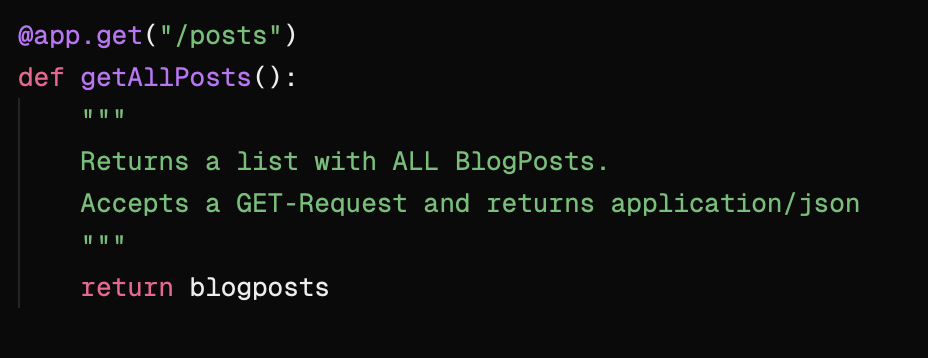 @app.get("/posts")
def getAllPosts():
    """
    Returns a list with ALL BlogPosts.
    Accepts a GET-Request and returns application/json
    """
    return blogposts